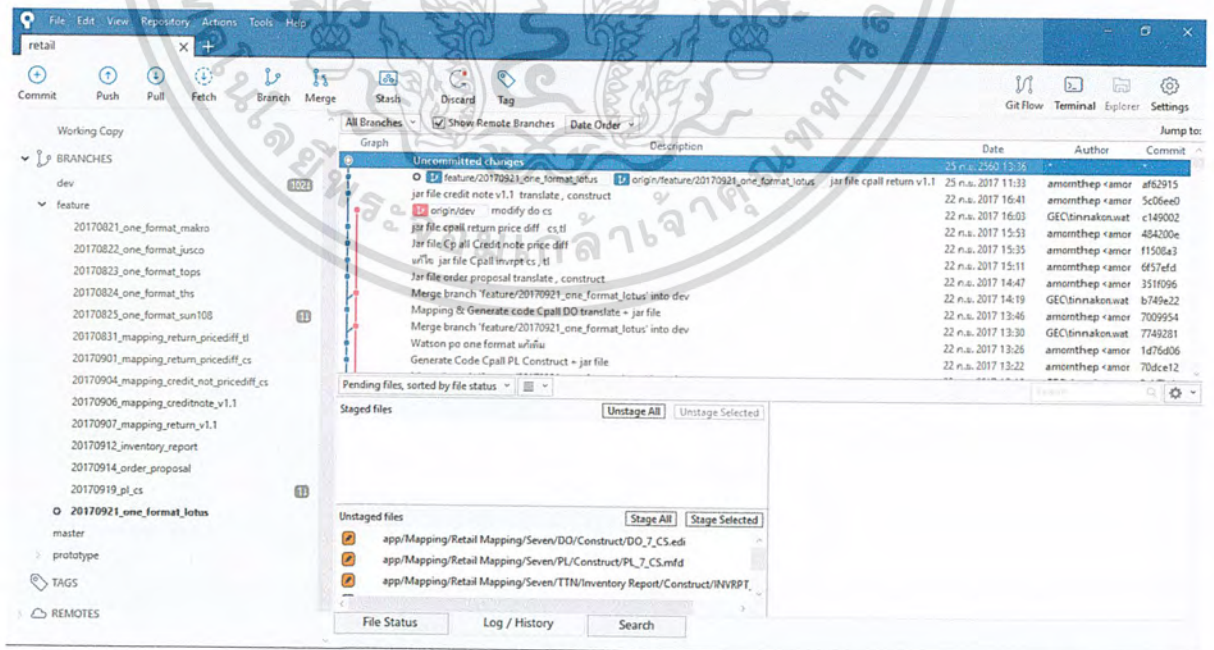 File Edit View Repository Actions Tools Help
retail
Commit Push Pull Fetch Branch Merge Stash Discard Tag Git Flow Terminal Explorer Settings
Working Copy
BRANCHES
dev 102↓
feature
20170821_one_format_makro
20170822_one_format_jusco
20170823_one_format_tops
20170824_one_format_ths
20170825_one_format_sun108
20170831_mapping_return_pricediff_tl
20170901_mapping_return_pricediff_cs
20170904_mapping_credit_not_pricediff_cs
20170906_mapping_creditnote_v1.1
20170907_mapping_return_v1.1
20170912_inventory_report
20170914_order_proposal
20170919_pl_cs
20170921_one_format_lotus
master
prototype
TAGS
REMOTES
All Branches Show Remote Branches Date Order Jump to:
Graph Description Date Author Commit
Uncommitted changes 25 ก.ย. 2560 13:36 * *
feature/20170921_one_format_lotus origin/feature/20170921_one_format_lotus jar file cpall return v1.1 25 ก.ย. 2017 11:33 amornthep <amor af62915
jar file credit note v1.1 translate , construct 22 ก.ย. 2017 16:41 amornthep <amor 5c06ee0
origin/dev modify do cs 22 ก.ย. 2017 16:03 GEC\tinnakon.wat c149002
jar file cpall return price diff cs,tl 22 ก.ย. 2017 15:53 amornthep <amor 484200e
Jar file Cp all Credit note price diff 22 ก.ย. 2017 15:35 amornthep <amor f1508a3
แก้ไข jar file Cpall invrpt cs , tl 22 ก.ย. 2017 15:11 amornthep <amor 6f57efd
Jar file order proposal translate , construct 22 ก.ย. 2017 14:47 amornthep <amor 351f096
Merge branch 'feature/20170921_one_format_lotus' into dev 22 ก.ย. 2017 14:19 GEC\tinnakon.wat b749e22
Mapping & Generate code Cpall DO translate + jar file 22 ก.ย. 2017 13:46 amornthep <amor 7009954
Merge branch 'feature/20170921_one_format_lotus' into dev 22 ก.ย. 2017 13:30 GEC\tinnakon.wat 7749281
Watson po one format แก้เพิ่ม 22 ก.ย. 2017 13:26 amornthep <amor 1d76d06
Generate Code Cpall PL Construct + jar file 22 ก.ย. 2017 13:22 amornthep <amor 70dce12
Pending files, sorted by file status Search
Staged files Unstage All Unstage Selected
Unstaged files Stage All Stage Selected
app/Mapping/Retail Mapping/Seven/DO/Construct/DO_7_CS.edi
app/Mapping/Retail Mapping/Seven/PL/Construct/PL_7_CS.mfd
app/Mapping/Retail Mapping/Seven/TTN/Inventory Report/Construct/INVRPT_
File Status Log / History Search